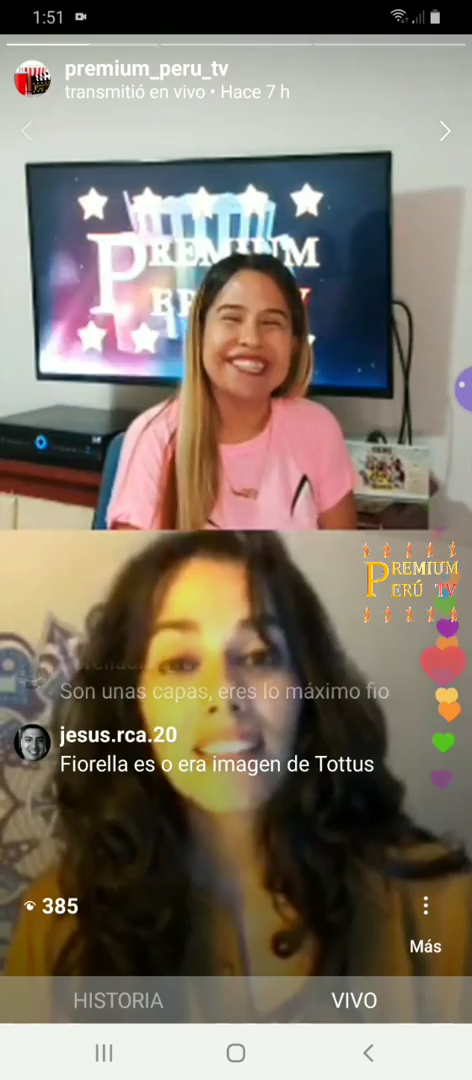 1:51
premium_peru_tv
transmitió en vivo • Hace 7 h
PREMIUM
PREMIUM
PERÚ TV
Son unas capas, eres lo máximo fio
jesus.rca.20
Fiorella es o era imagen de Tottus
385
Más
HISTORIA
VIVO